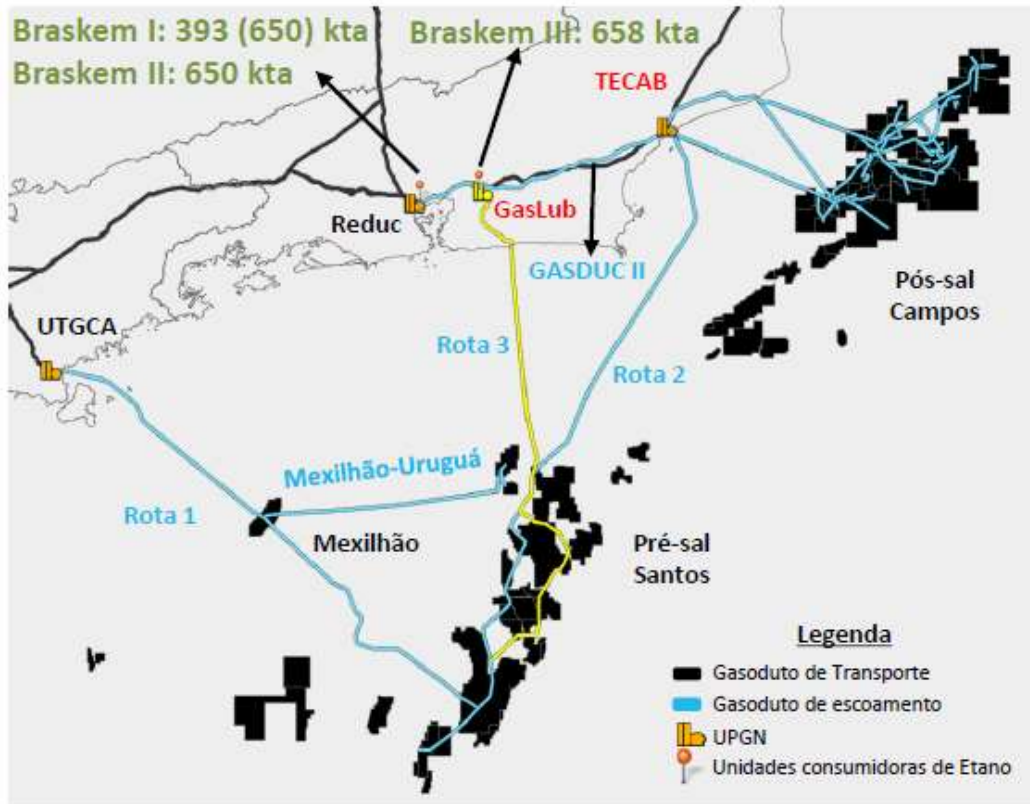 Braskem I: 393 (650) kta
Braskem II: 650 kta
Braskem III: 658 kta
TECAB
Reduc
GasLub
GASDUC II
Pós-sal
Campos
UTGCA
Rota 3
Rota 2
Mexilhão-Uruguá
Rota 1
Mexilhão
Pré-sal
Santos
Legenda
Gasoduto de Transporte
Gasoduto de escoamento
UPGN
Unidades consumidoras de Etano